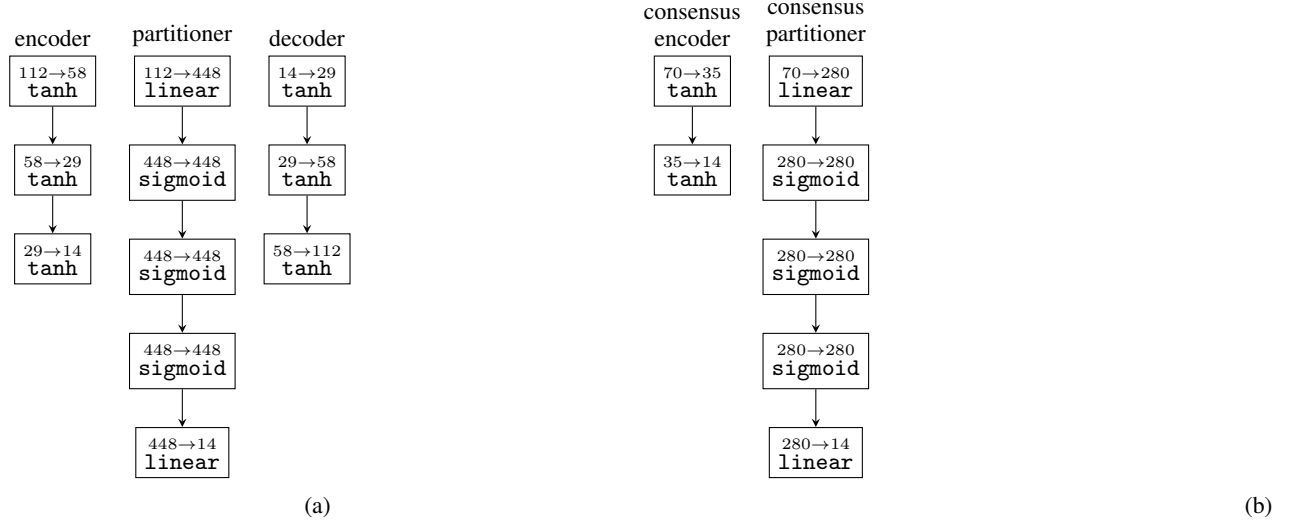 encoder
112→58
tanh
58→29
tanh
29→14
tanh
partitioner
112→448
linear
448→448
sigmoid
448→448
sigmoid
448→448
sigmoid
448→14
linear
decoder
14→29
tanh
29→58
tanh
58→112
tanh
(a)
consensus
encoder
70→35
tanh
35→14
tanh
consensus
partitioner
70→280
linear
280→280
sigmoid
280→280
sigmoid
280→280
sigmoid
280→14
linear
(b)